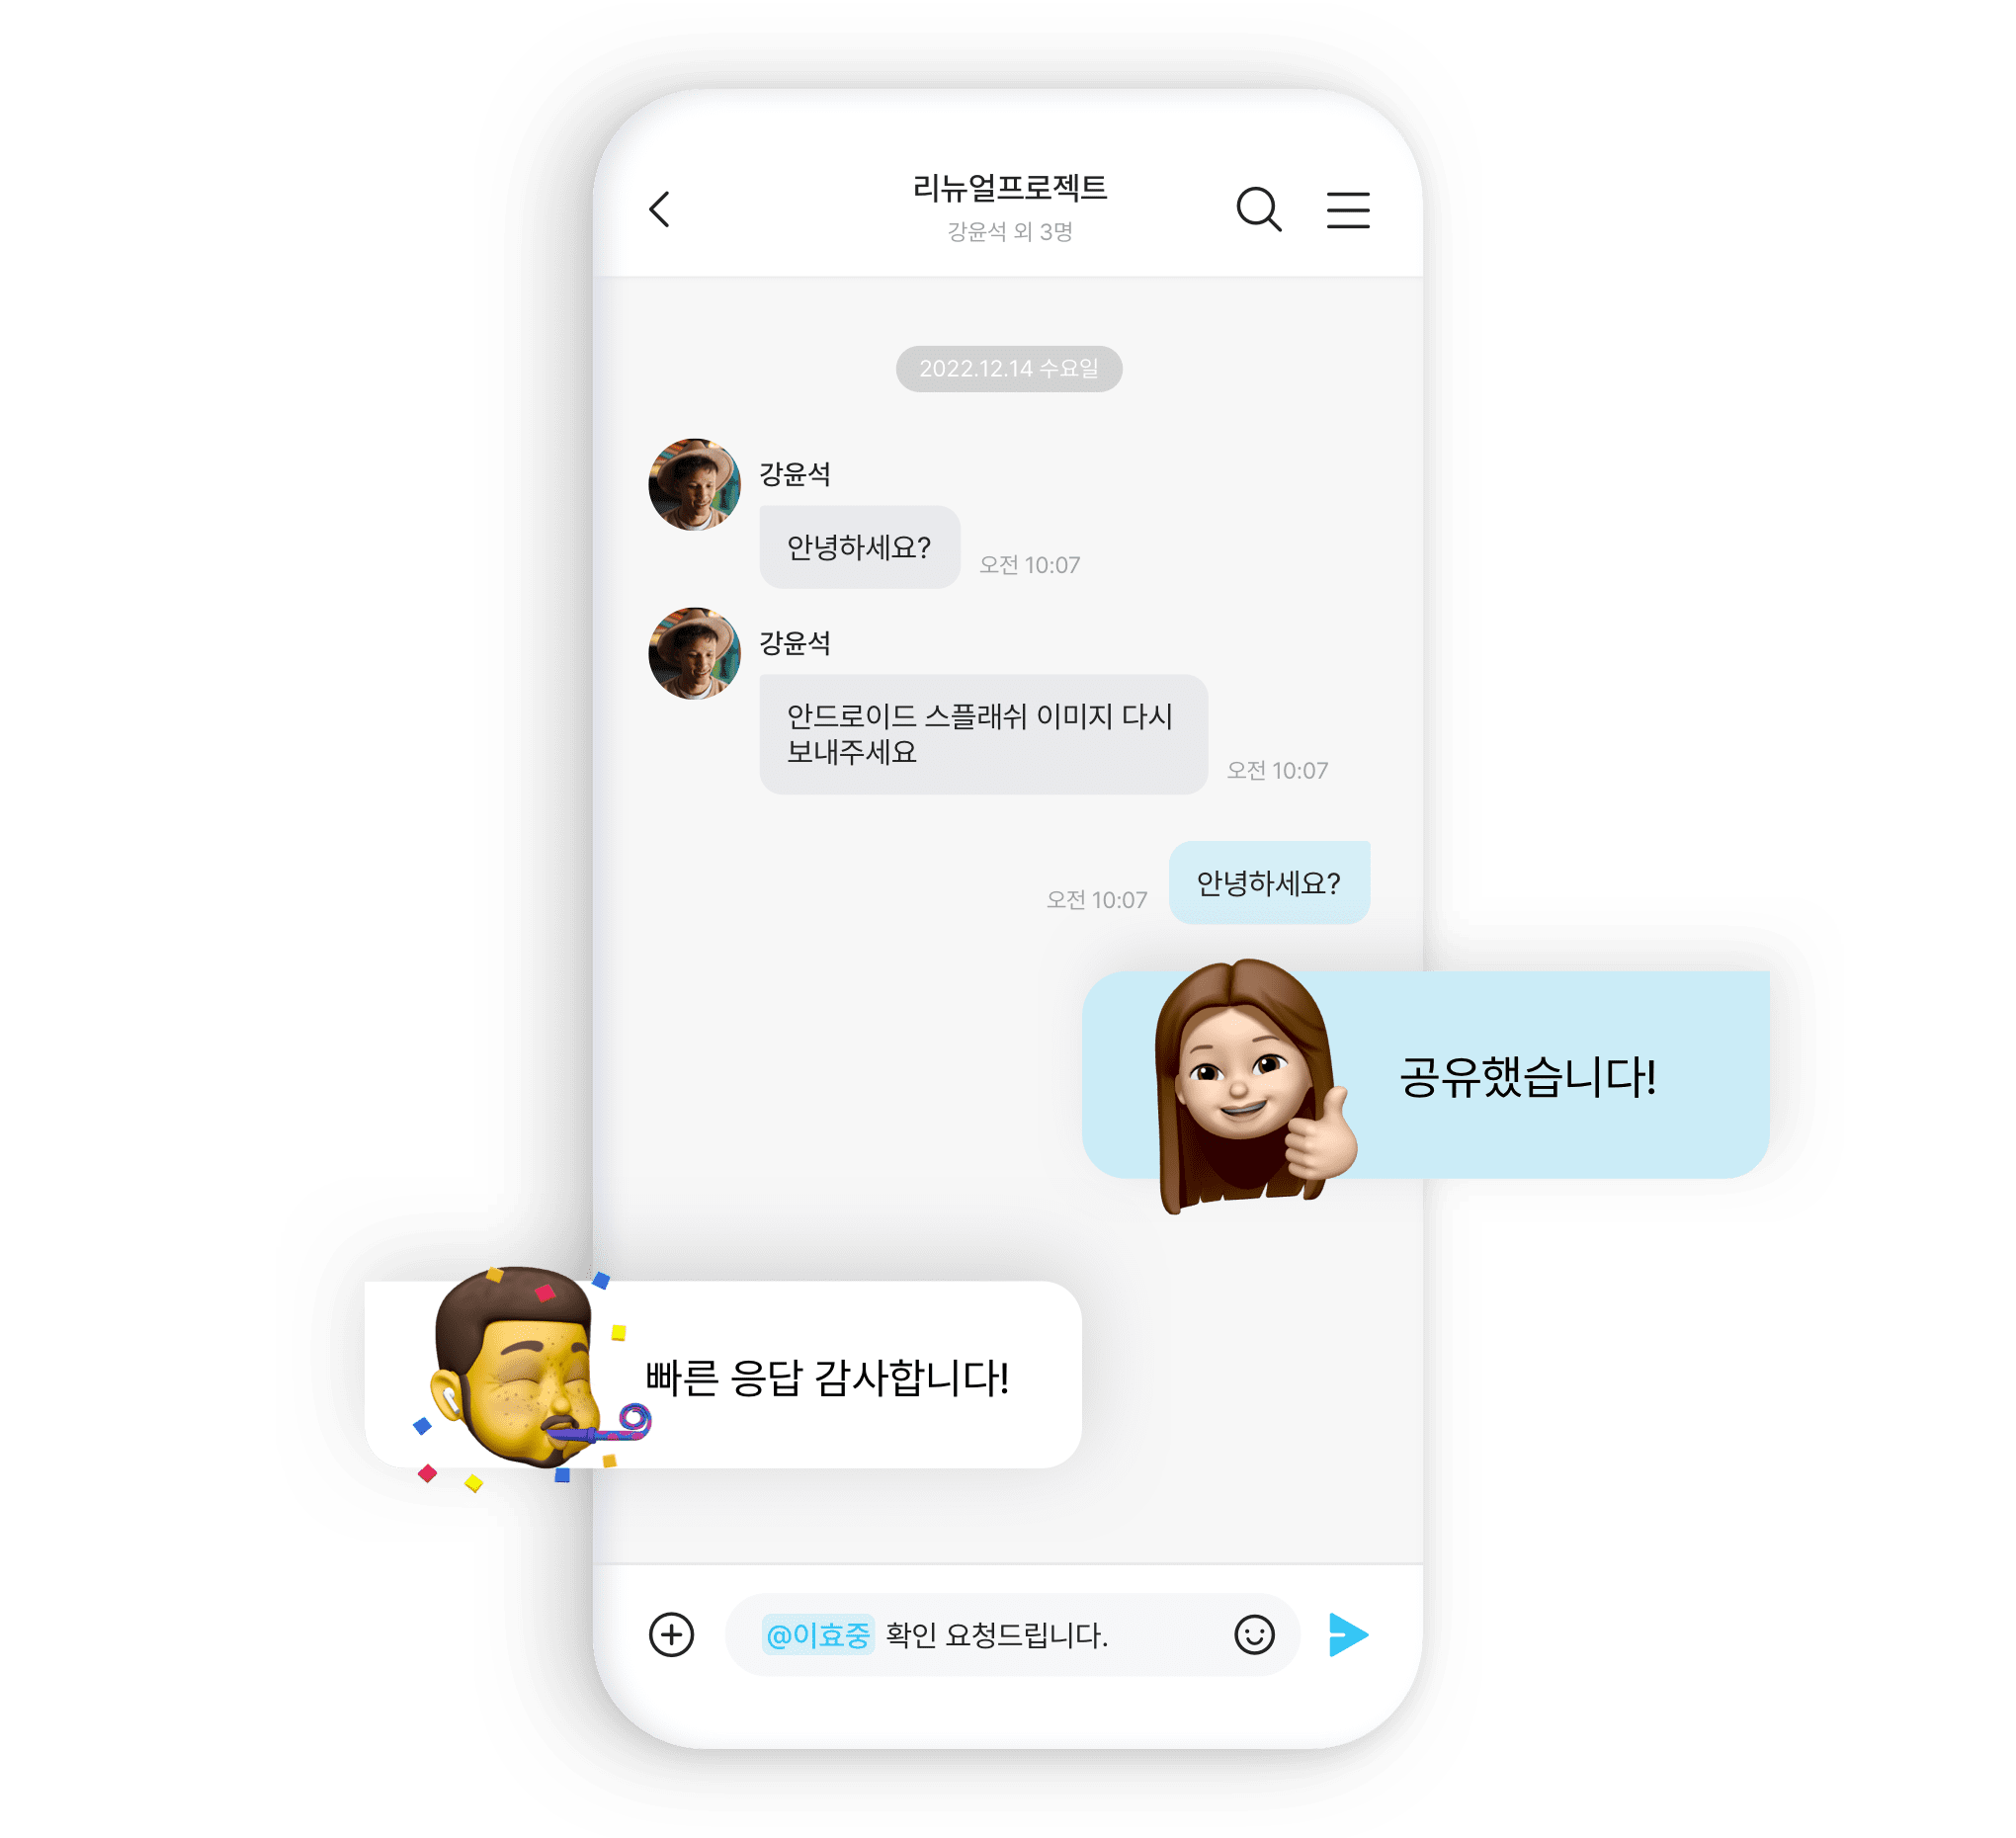 리뉴얼프로젝트
강윤석 외 3명
2022.12.14 수요일
강윤석
안녕하세요?
오전 10:07
강윤석
안드로이드 스플래쉬 이미지 다시
보내주세요
오전 10:07
안녕하세요?
오전 10:07
공유했습니다!
빠른 응답 감사합니다!
@이효중 확인 요청드립니다.